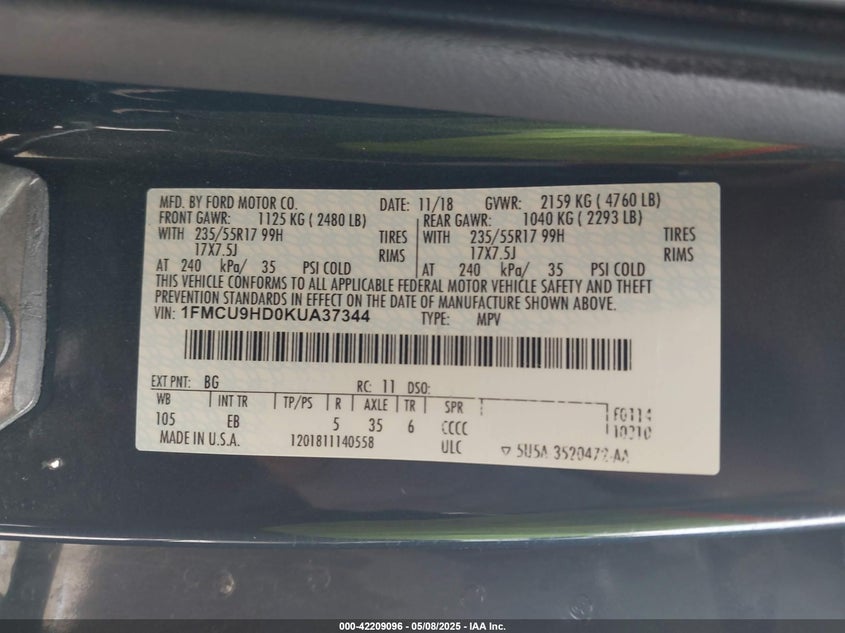 MFD. BY FORD MOTOR CO. DATE: 11/18 GVWR: 2159 KG ( 4760 LB)
FRONT GAWR: 1125 KG ( 2480 LB) REAR GAWR: 1040 KG ( 2293 LB)
WITH 235/55R17 99H TIRES WITH 235/55R17 99H TIRES
17X7.5J RIMS 17X7.5J RIMS
AT 240 kPa/ 35 PSI COLD AT 240 kPa/ 35 PSI COLD
THIS VEHICLE CONFORMS TO ALL APPLICABLE FEDERAL MOTOR VEHICLE SAFETY AND THEFT
PREVENTION STANDARDS IN EFFECT ON THE DATE OF MANUFACTURE SHOWN ABOVE.
VIN: 1FMCU9HD0KUA37344 TYPE: MPV
EXT PNT: BG RC: 11 DSO:
WB INT TR TP/PS R AXLE TR SPR F0114
105 EB 5 35 6 CCCC 10210
MADE IN U.S.A. 1201811140558 ULC 5U5A 3520472-AA
000-42209096 - 05/08/2025 - IAA Inc.